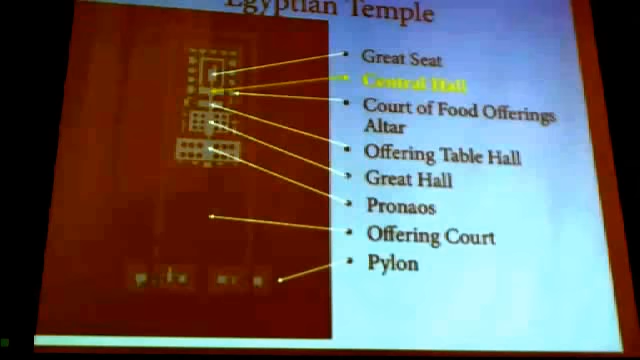 Egyptian Temple
Great Seat
Central Hall
Court of Food Offerings
Altar
Offering Table Hall
Great Hall
Pronaos
Offering Court
Pylon